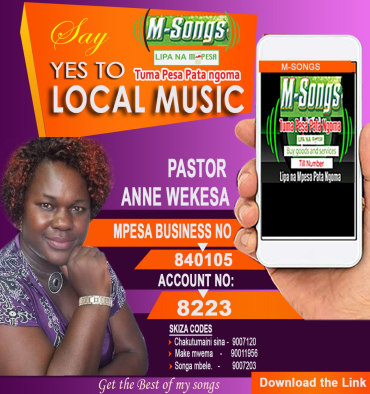 Say
YES TO
LOCAL MUSIC
M-Songs
LIPA NA M-PESA
Tuma Pesa Pata ngoma
M-SONGS
M-Songs
Tuma Pesa Pata Ngoma
LIPA NA M-PESA
Buy goods and services
Till Number
Lipa na Mpesa Pata Ngoma
PASTOR
ANNE WEKESA
MPESA BUSINESS NO
840105
ACCOUNT NO:
8223
SKIZA CODES
Chakutumaini sina - 9007120
Make mwema - 90011956
Songa mbele. - 9007203
Get the Best of my songs
Download the Link